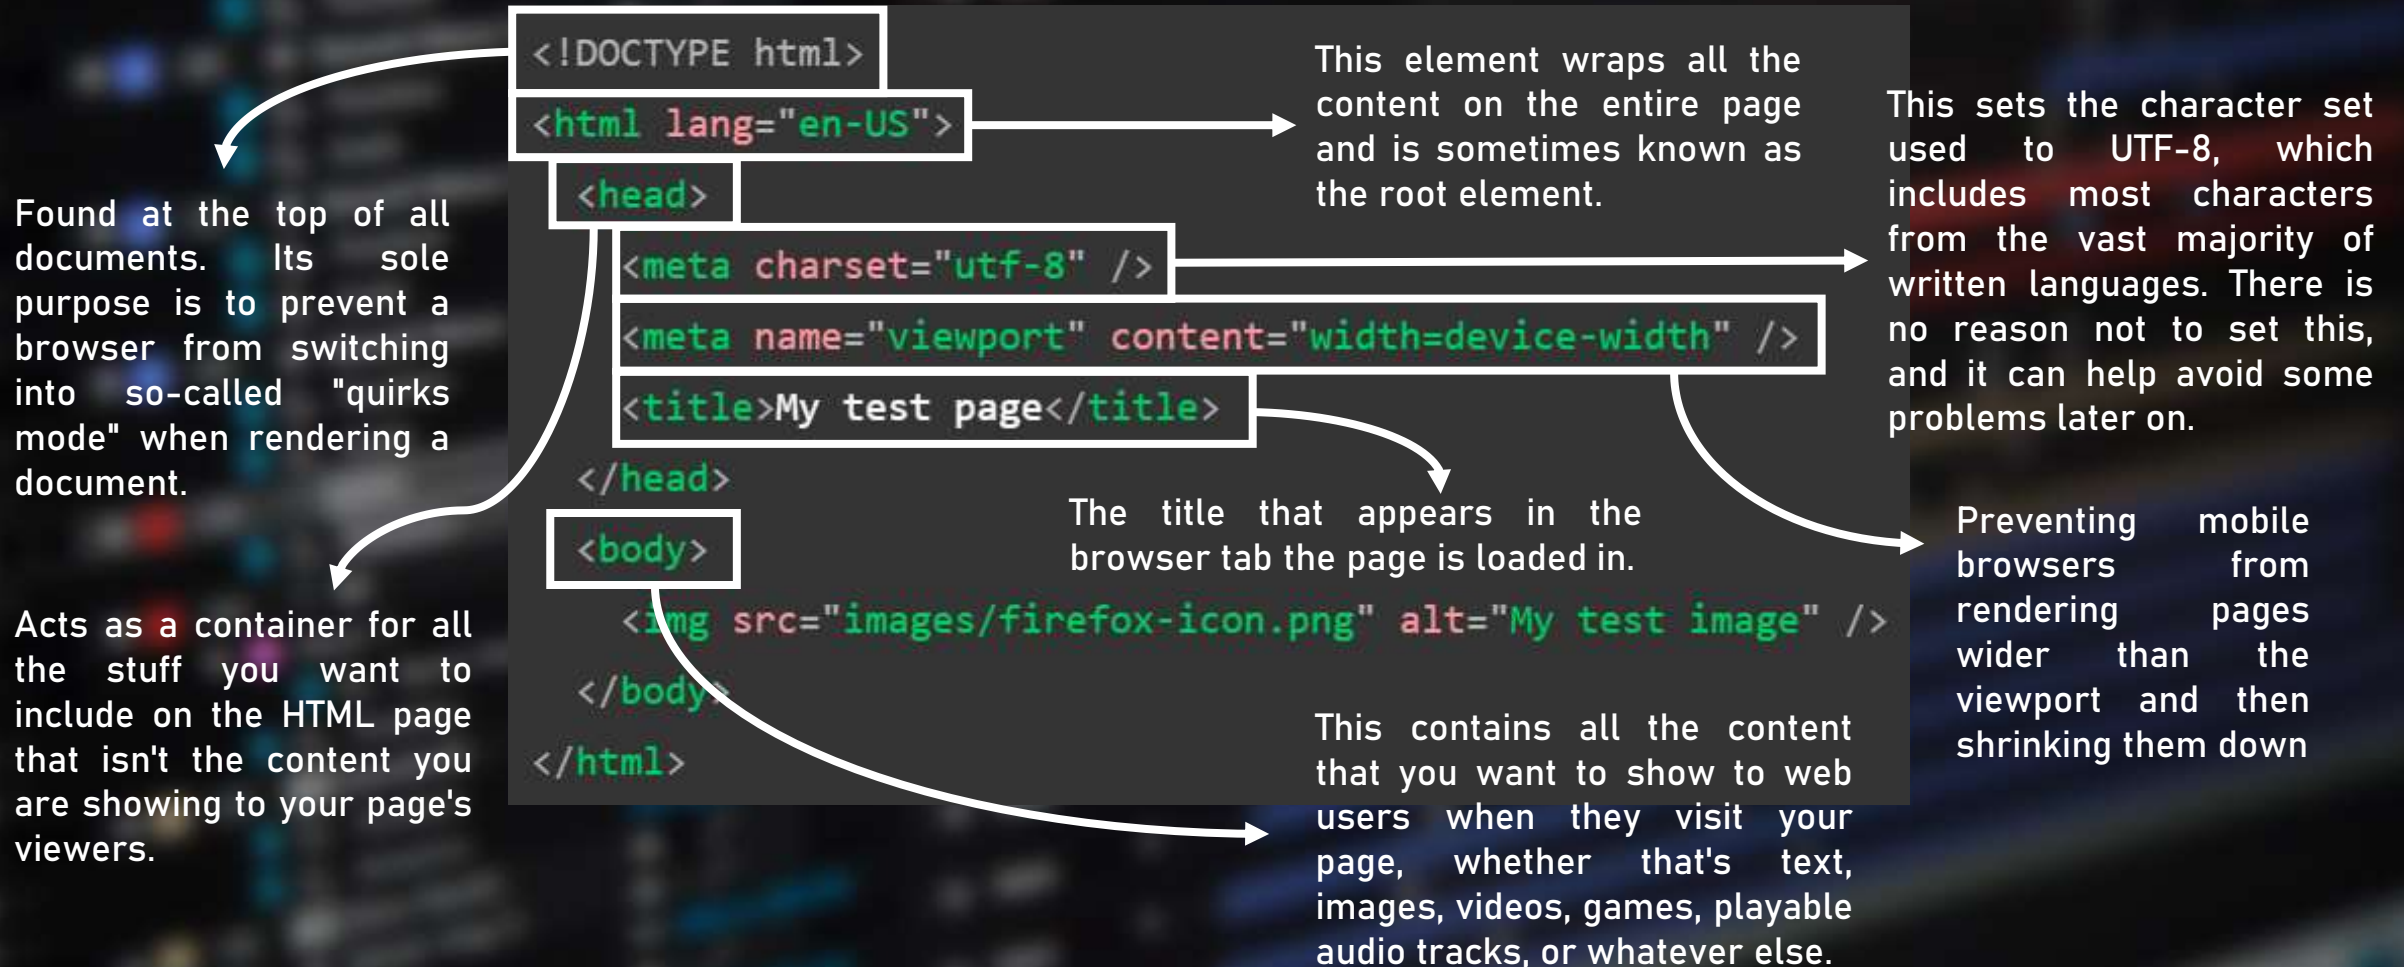 <!DOCTYPE html>
<html lang="en-US">
<head>
<meta charset="utf-8" />
<meta name="viewport" content="width=device-width" />
<title>My test page</title>
</head>
<body>
<img src="images/firefox-icon.png" alt="My test image" />
</body>
</html>
Found at the top of all
documents. Its sole
purpose is to prevent a
browser from switching
into so-called "quirks
mode" when rendering a
document.
Acts as a container for all
the stuff you want to
include on the HTML page
that isn't the content you
are showing to your page's
viewers.
This element wraps all the
content on the entire page
and is sometimes known as
the root element.
This sets the character set
used to UTF-8, which
includes most characters
from the vast majority of
written languages. There is
no reason not to set this,
and it can help avoid some
problems later on.
The title that appears in the
browser tab the page is loaded in.
Preventing mobile
browsers from
rendering pages
wider than the
viewport and then
shrinking them down
This contains all the content
that you want to show to web
users when they visit your
page, whether that's text,
images, videos, games, playable
audio tracks, or whatever else.